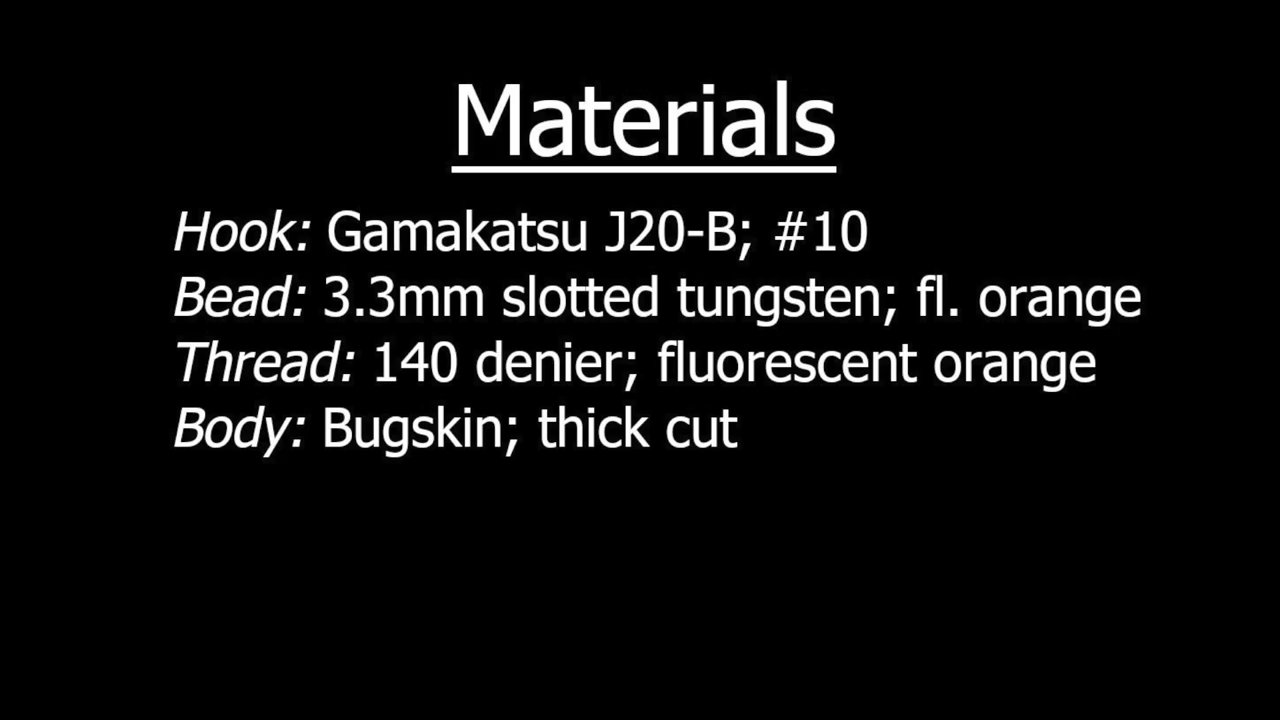 Materials
Hook: Gamakatsu J20-B; #10
Bead: 3.3mm slotted tungsten; fl. orange
Thread: 140 denier; fluorescent orange
Body: Bugskin; thick cut